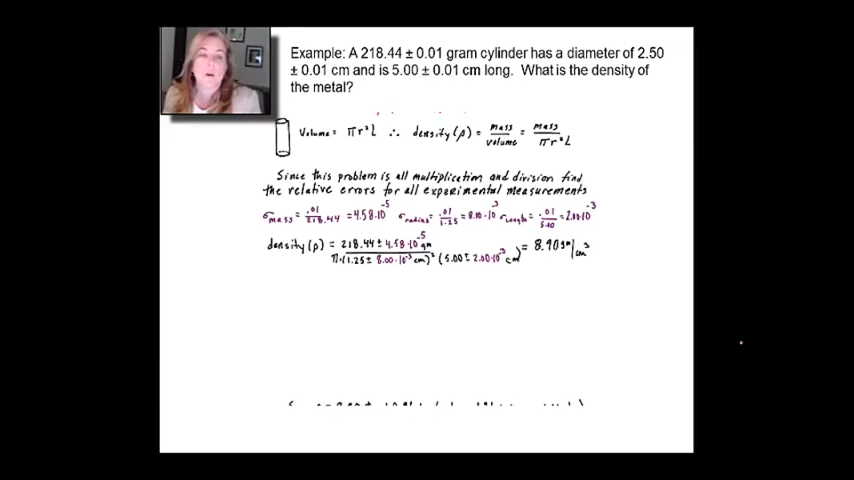 Example: A 218.44 ± 0.01 gram cylinder has a diameter of 2.50
± 0.01 cm and is 5.00 ± 0.01 cm long. What is the density of
the metal?
Volume = πr²L ∴ density (ρ) = mass/volume = mass/πr²L
Since this problem is all multiplication and division find
the relative errors for all experimental measurements
σmass = .01/218.44 = 4.58·10⁻⁵ σradius = .01/1.25 = 8.00·10⁻³ σlength = .01/5.00 = 2.00·10⁻³
density (ρ) = 218.44 ± 4.58·10⁻⁵ gm / π·(1.25 ± 8.00·10⁻³ cm)² (5.00 ± 2.00·10⁻³ cm) = 8.90 gm/cm³